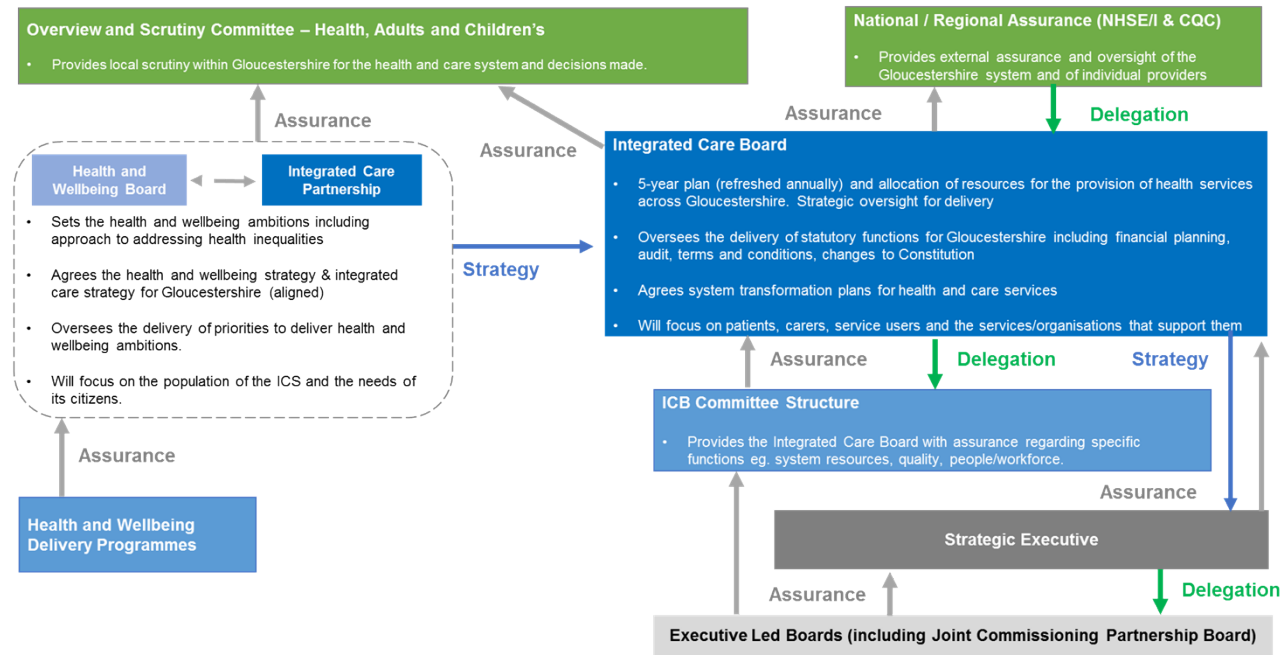 Overview and Scrutiny Committee – Health, Adults and Children's
• Provides local scrutiny within Gloucestershire for the health and care system and decisions made.
National / Regional Assurance (NHSE/I & CQC)
• Provides external assurance and oversight of the
Gloucestershire system and of individual providers
Assurance
Assurance
Assurance
Delegation
Health and
Wellbeing Board
Integrated Care
Partnership
• Sets the health and wellbeing ambitions including
approach to addressing health inequalities
• Agrees the health and wellbeing strategy & integrated
care strategy for Gloucestershire (aligned)
• Oversees the delivery of priorities to deliver health and
wellbeing ambitions.
• Will focus on the population of the ICS and the needs of
its citizens.
Strategy
Integrated Care Board
• 5-year plan (refreshed annually) and allocation of resources for the provision of health services
across Gloucestershire. Strategic oversight for delivery
• Oversees the delivery of statutory functions for Gloucestershire including financial planning,
audit, terms and conditions, changes to Constitution
• Agrees system transformation plans for health and care services
• Will focus on patients, carers, service users and the services/organisations that support them
Assurance
Delegation
Strategy
ICB Committee Structure
• Provides the Integrated Care Board with assurance regarding specific
functions eg. system resources, quality, people/workforce.
Assurance
Health and Wellbeing
Delivery Programmes
Assurance
Strategic Executive
Assurance
Delegation
Executive Led Boards (including Joint Commissioning Partnership Board)